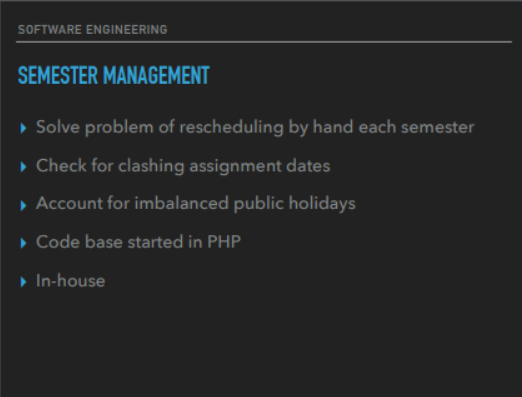 SOFTWARE ENGINEERING
SEMESTER MANAGEMENT
Solve problem of rescheduling by hand each semester
Check for clashing assignment dates
Account for imbalanced public holidays
Code base started in PHP
In-house